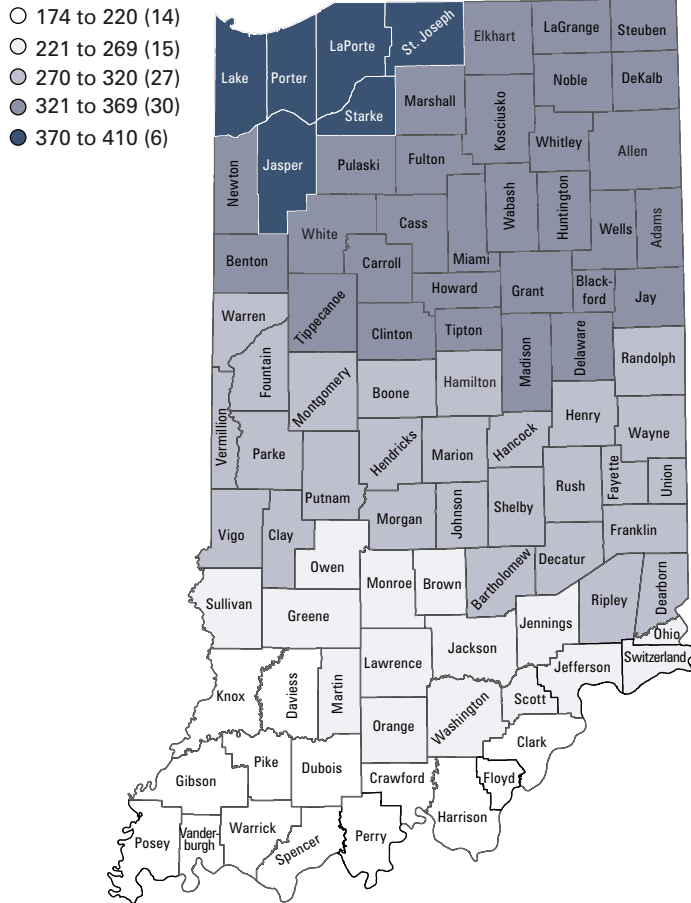 174 to 220 (14)
221 to 269 (15)
270 to 320 (27)
321 to 369 (30)
370 to 410 (6)
Lake
Porter
LaPorte
St. Joseph
Elkhart
LaGrange
Steuben
Noble
DeKalb
Starke
Marshall
Kosciusko
Whitley
Allen
Newton
Jasper
Pulaski
Fulton
Wabash
Huntington
Wells
Adams
White
Cass
Miami
Benton
Carroll
Howard
Grant
Black-
ford
Jay
Warren
Tippecanoe
Clinton
Tipton
Madison
Delaware
Randolph
Fountain
Montgomery
Boone
Hamilton
Henry
Wayne
Vermillion
Parke
Hendricks
Marion
Hancock
Fayette
Union
Putnam
Morgan
Johnson
Shelby
Rush
Franklin
Vigo
Clay
Owen
Monroe
Brown
Bartholomew
Decatur
Ripley
Dearborn
Sullivan
Greene
Jackson
Jennings
Ohio
Switzerland
Knox
Daviess
Martin
Lawrence
Orange
Washington
Scott
Jefferson
Clark
Gibson
Pike
Dubois
Crawford
Floyd
Harrison
Posey
Vander-
burgh
Warrick
Spencer
Perry